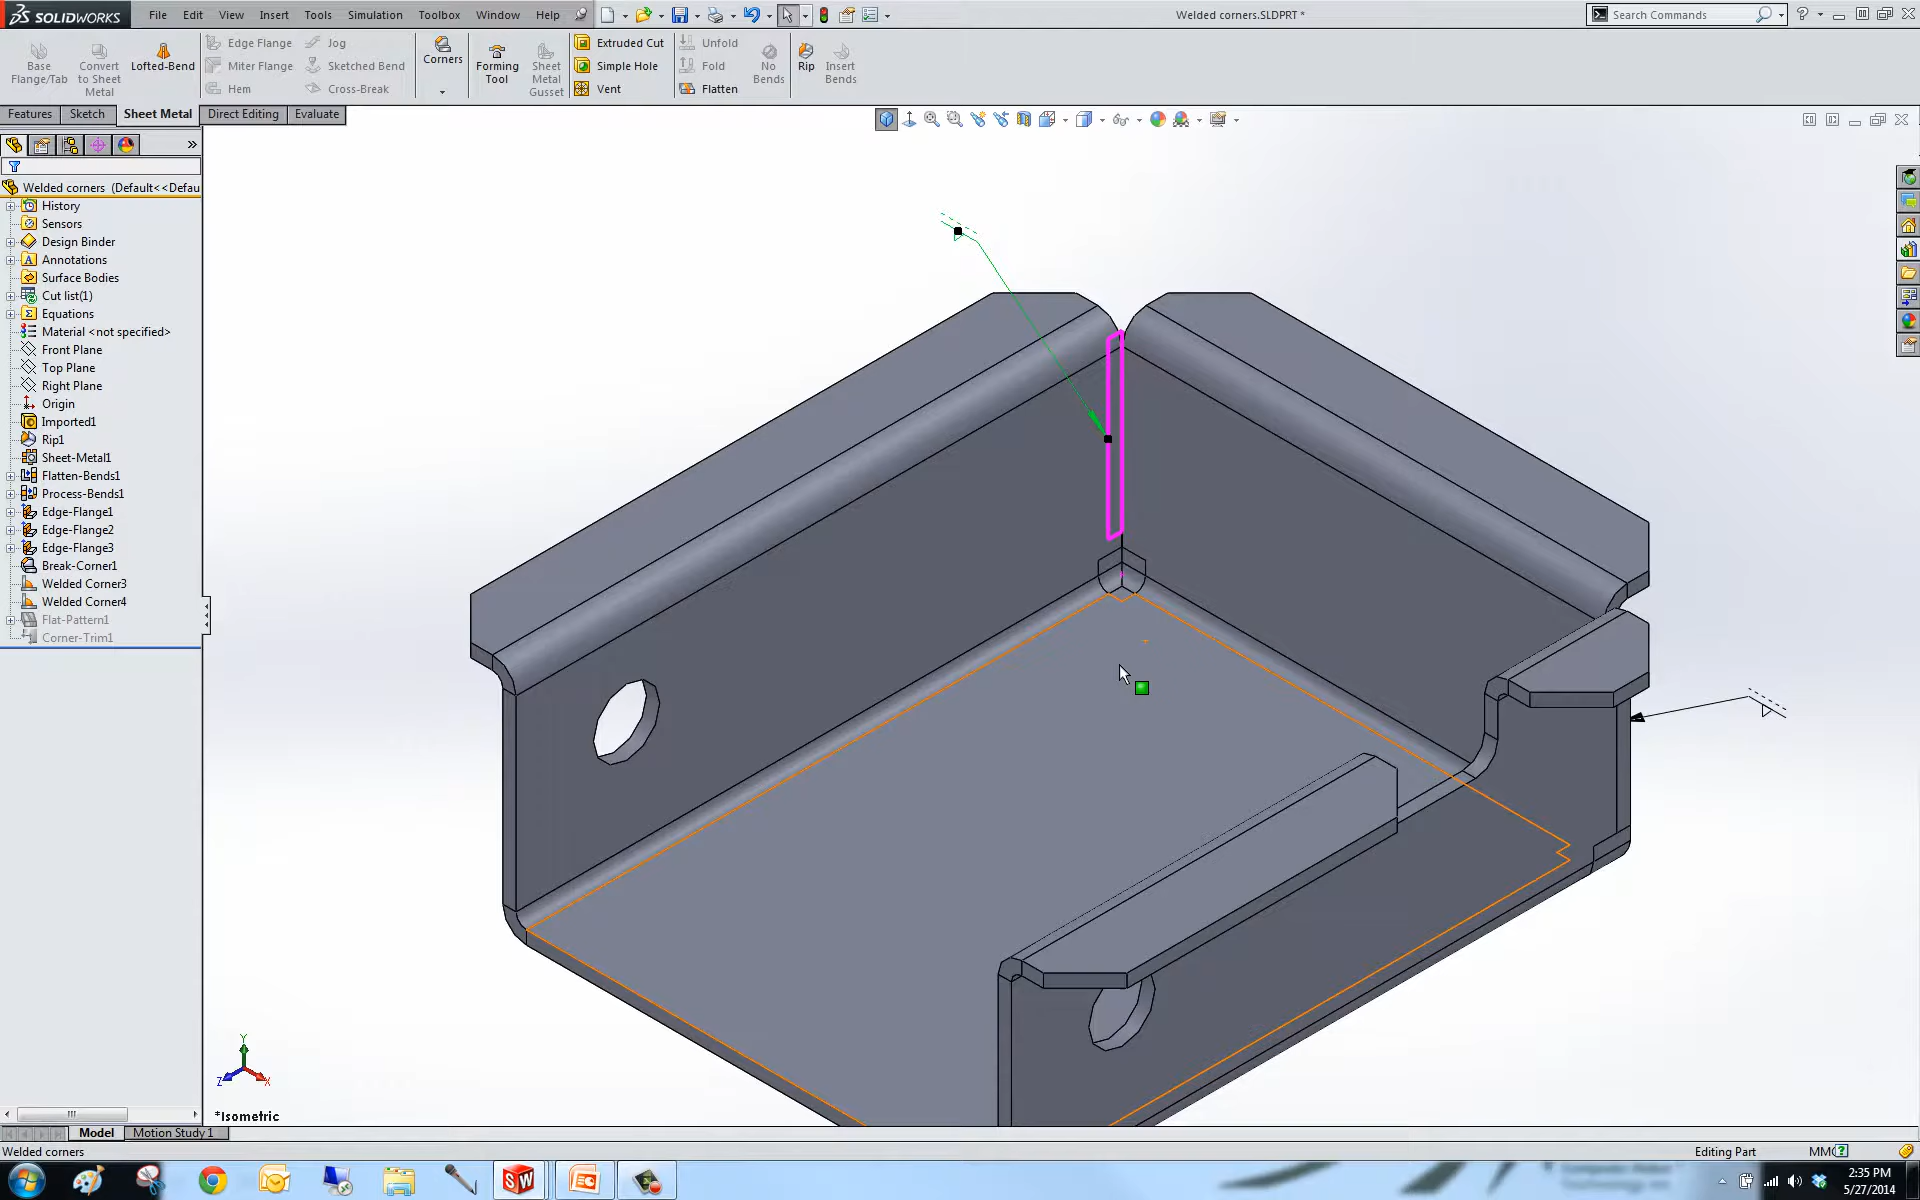 SOLIDWORKS File Edit View Insert Tools Simulation Toolbox Window Help Welded corners.SLDPRT * Search Commands
Base Flange/Tab
Convert to Sheet Metal
Lofted-Bend
Edge Flange
Miter Flange
Hem
Jog
Sketched Bend
Cross-Break
Corners
Forming Tool
Sheet Metal Gusset
Extruded Cut
Simple Hole
Vent
Unfold
Fold
Flatten
No Bends
Rip
Insert Bends
Features Sketch Sheet Metal Direct Editing Evaluate
Welded corners (Default<<Defau
History
Sensors
Design Binder
Annotations
Surface Bodies
Cut list(1)
Equations
Material <not specified>
Front Plane
Top Plane
Right Plane
Origin
Imported1
Rip1
Sheet-Metal1
Flatten-Bends1
Process-Bends1
Edge-Flange1
Edge-Flange2
Edge-Flange3
Break-Corner1
Welded Corner3
Welded Corner4
Flat-Pattern1
Corner-Trim1
Y
Z X
*Isometric
Model Motion Study 1
Welded corners Editing Part MMG
2:35 PM
5/27/2014